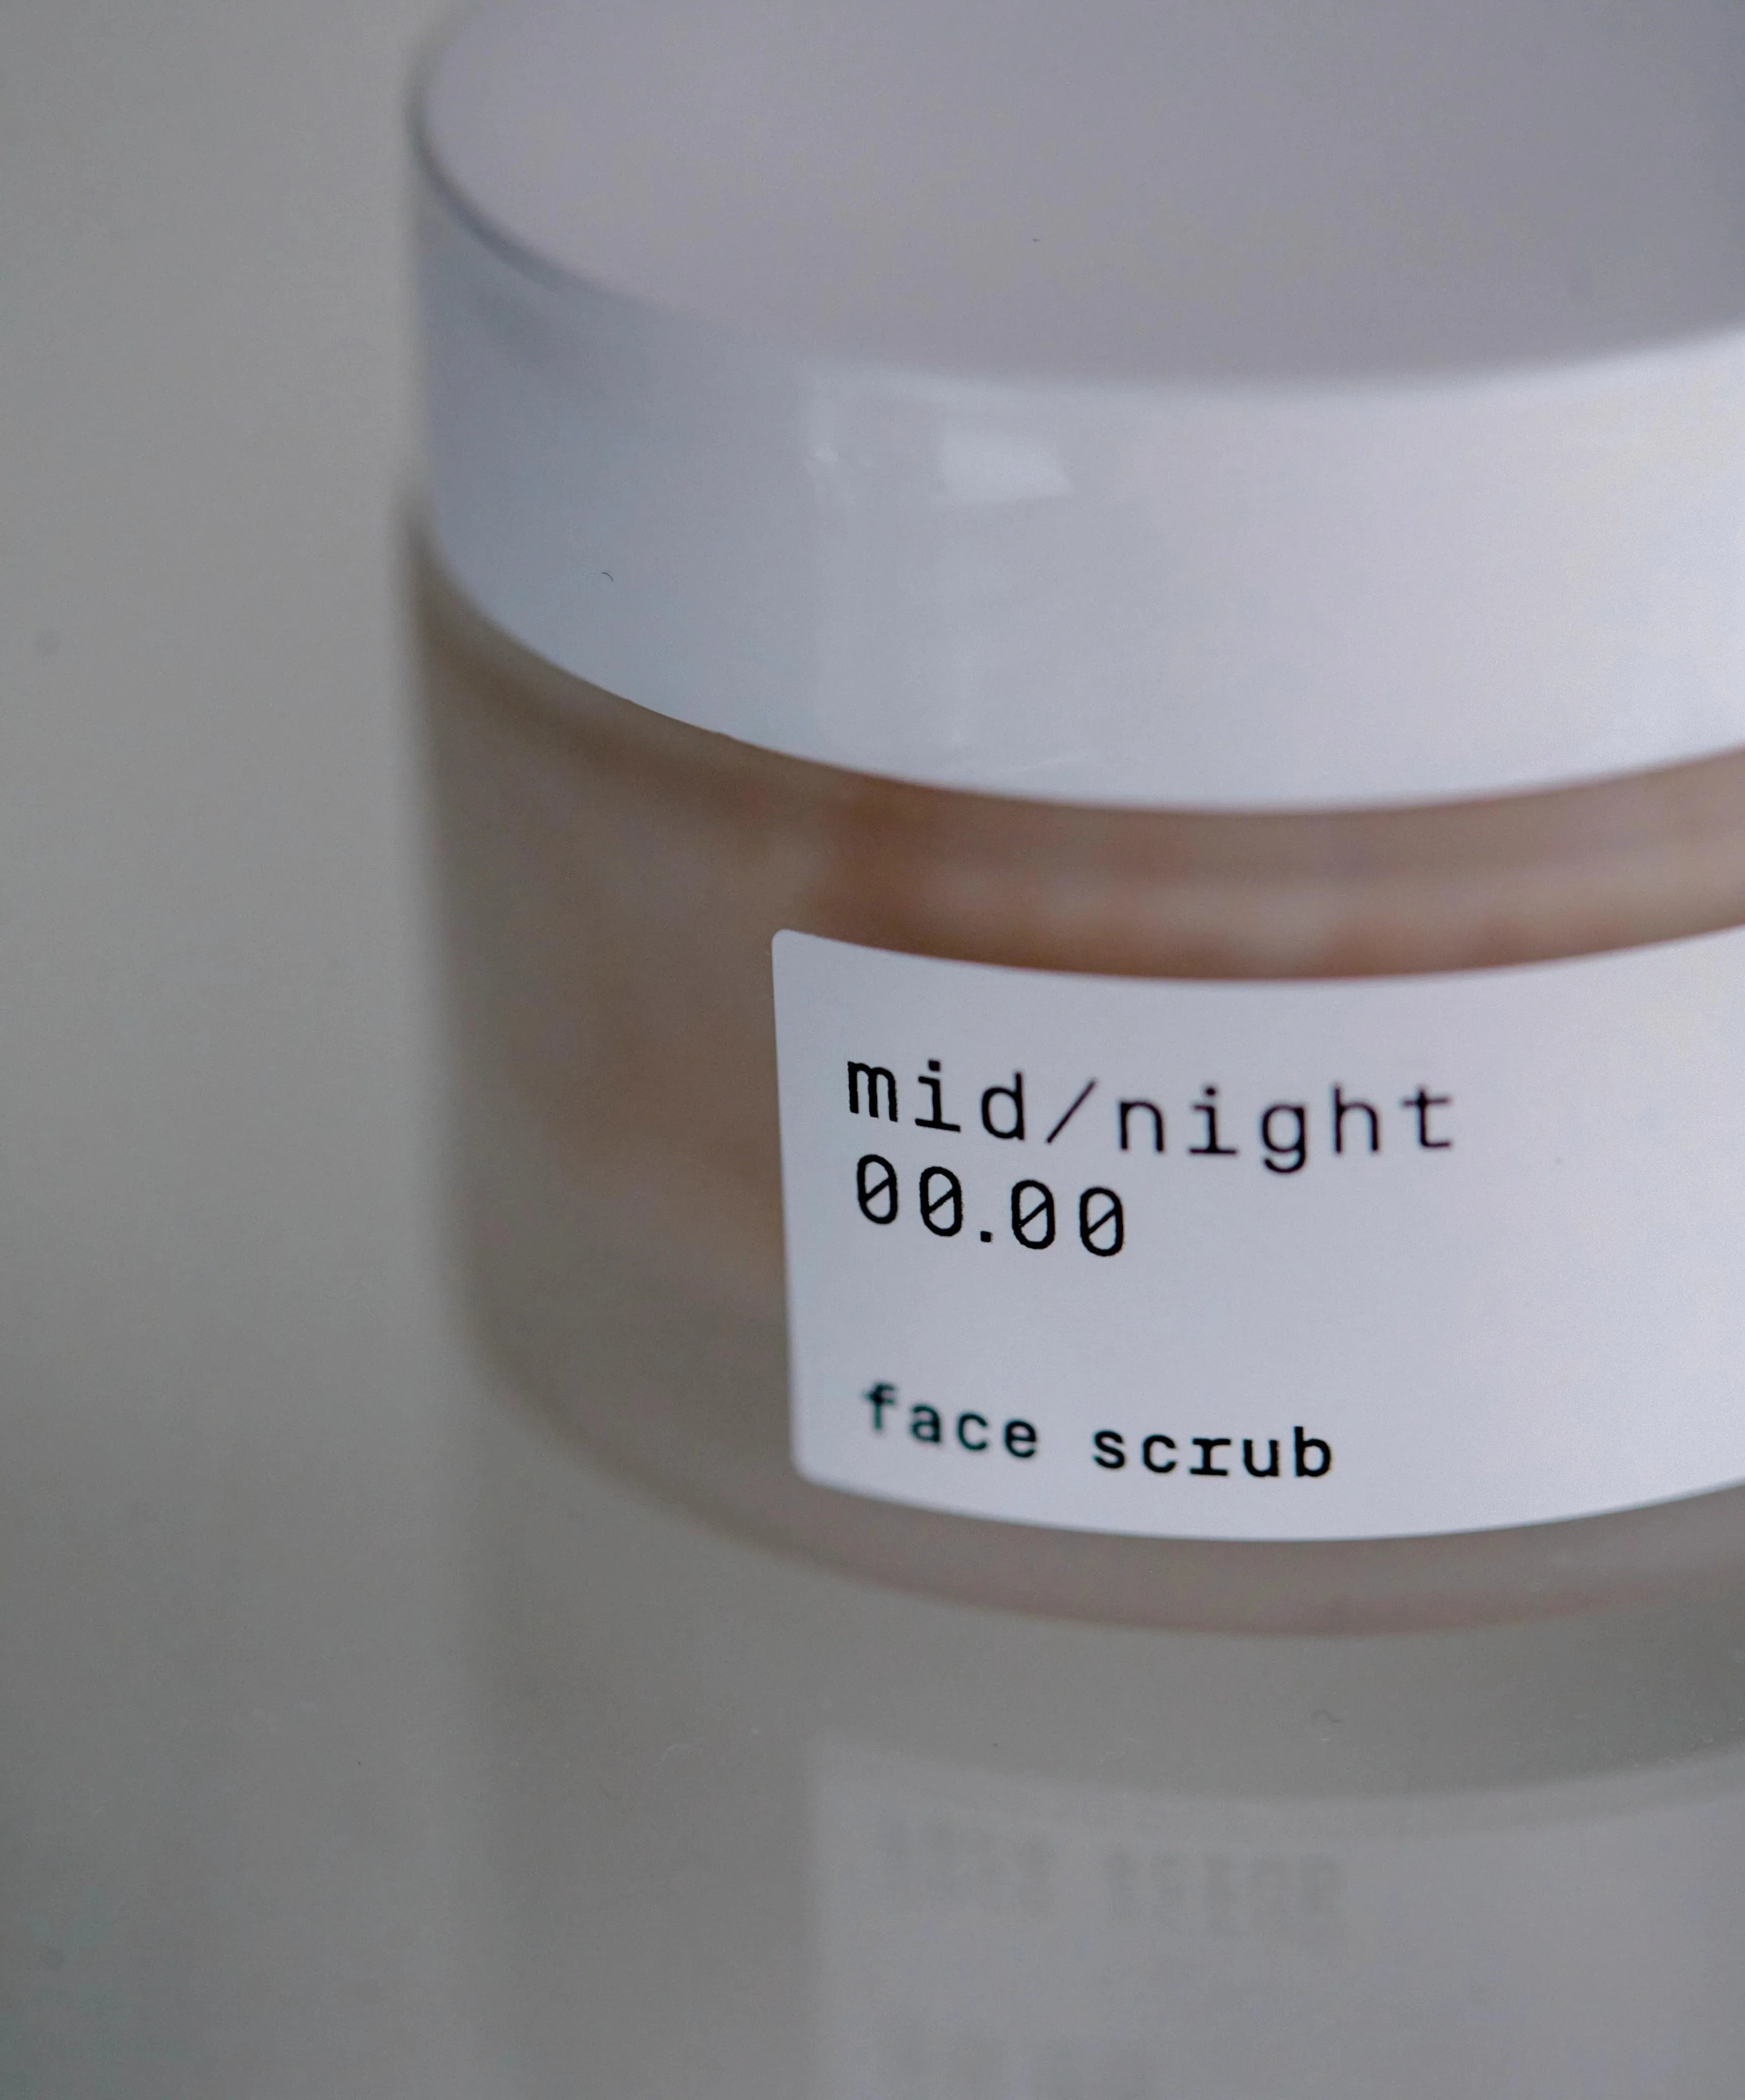 mid/night
00.00
face scrub